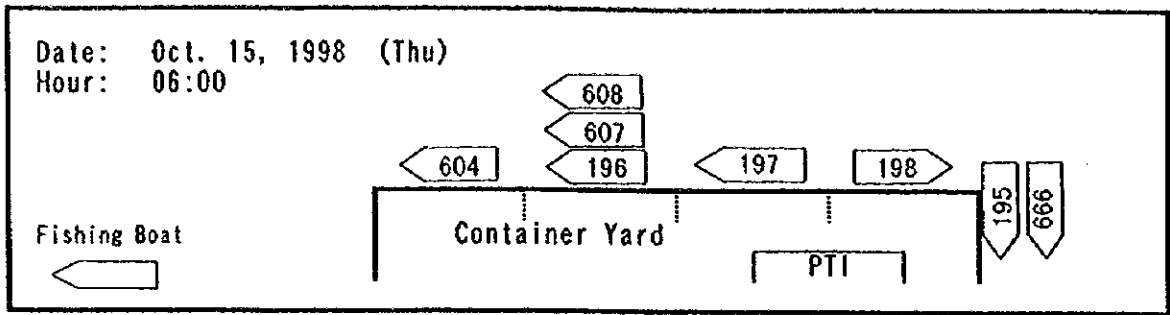 Date: Oct. 15, 1998 (Thu)
Hour: 06:00
608
607
604 196 197 198
195 666
Container Yard
Fishing Boat
PTI